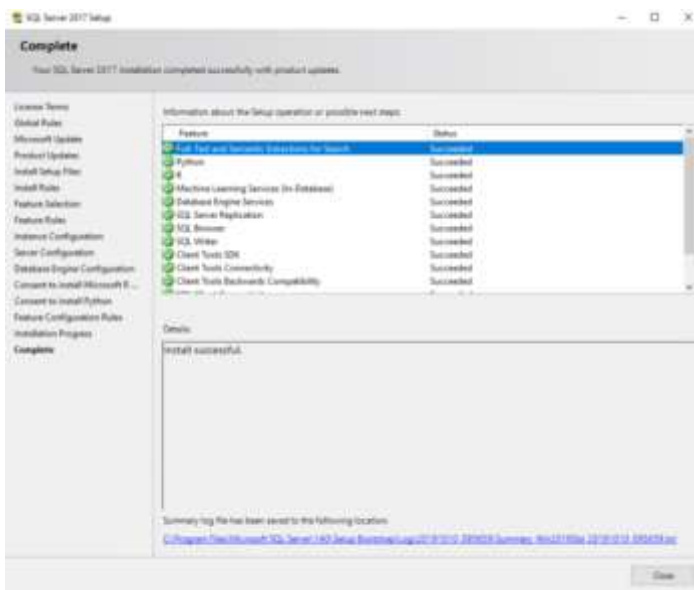 SQL Server 2017 Setup
Complete
Your SQL Server 2017 installation completed successfully with product updates.
License Terms
Global Rules
Microsoft Update
Product Updates
Install Setup Files
Install Rules
Feature Selection
Feature Rules
Instance Configuration
Server Configuration
Database Engine Configuration
Consent to install Microsoft R ...
Consent to install Python
Feature Configuration Rules
Installation Progress
Complete
Information about the Setup operation or possible next steps:
Feature Status
Full-Text and Semantic Extractions for Search Succeeded
Python Succeeded
R Succeeded
Machine Learning Services (In-Database) Succeeded
Database Engine Services Succeeded
SQL Server Replication Succeeded
SQL Browser Succeeded
SQL Writer Succeeded
Client Tools SDK Succeeded
Client Tools Connectivity Succeeded
Client Tools Backwards Compatibility Succeeded
Details:
Install successful.
Summary log file has been saved to the following location:
Close